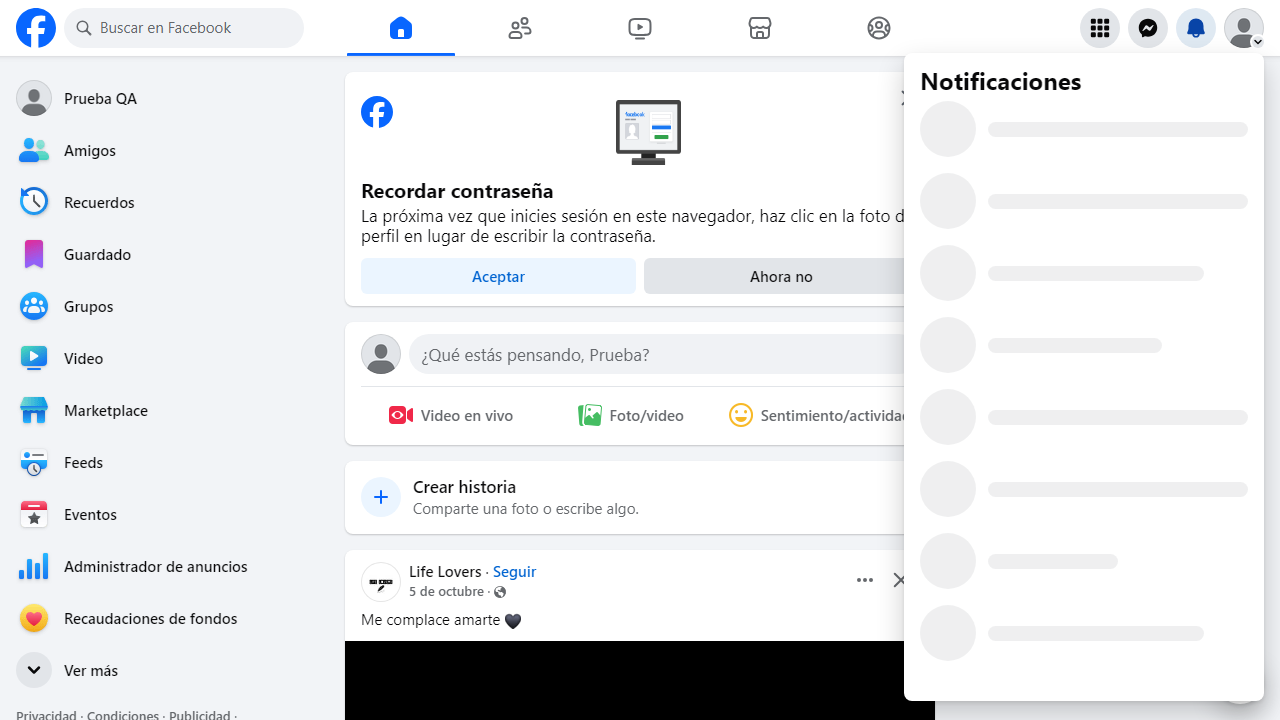 Buscar en Facebook
Notificaciones
Prueba QA
Amigos
Recuerdos
Guardado
Grupos
Video
Marketplace
Feeds
Eventos
Administrador de anuncios
Recaudaciones de fondos
Ver más
Privacidad · Condiciones · Publicidad ·
facebook
Recordar contraseña
La próxima vez que inicies sesión en este navegador, haz clic en la foto d
perfil en lugar de escribir la contraseña.
Aceptar
Ahora no
¿Qué estás pensando, Prueba?
Video en vivo
Foto/video
Sentimiento/actividad
Crear historia
Comparte una foto o escribe algo.
Life Lovers · Seguir
5 de octubre ·
Me complace amarte 🖤